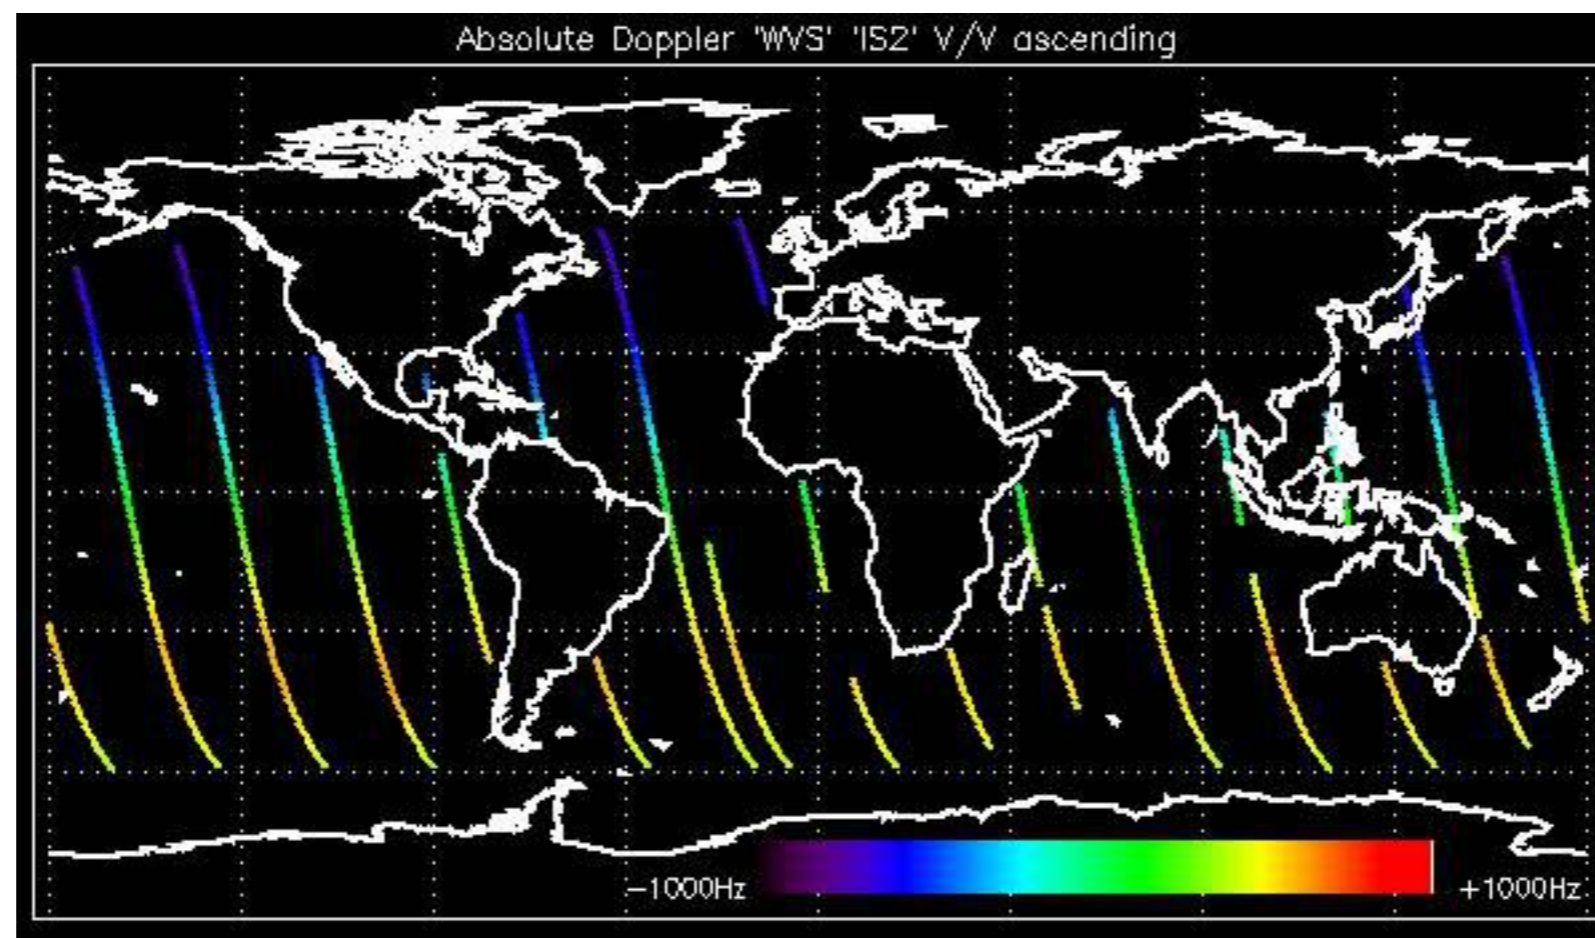 Absolute Doppler 'WVS' 'IS2' V/V ascending
−1000Hz
+1000Hz